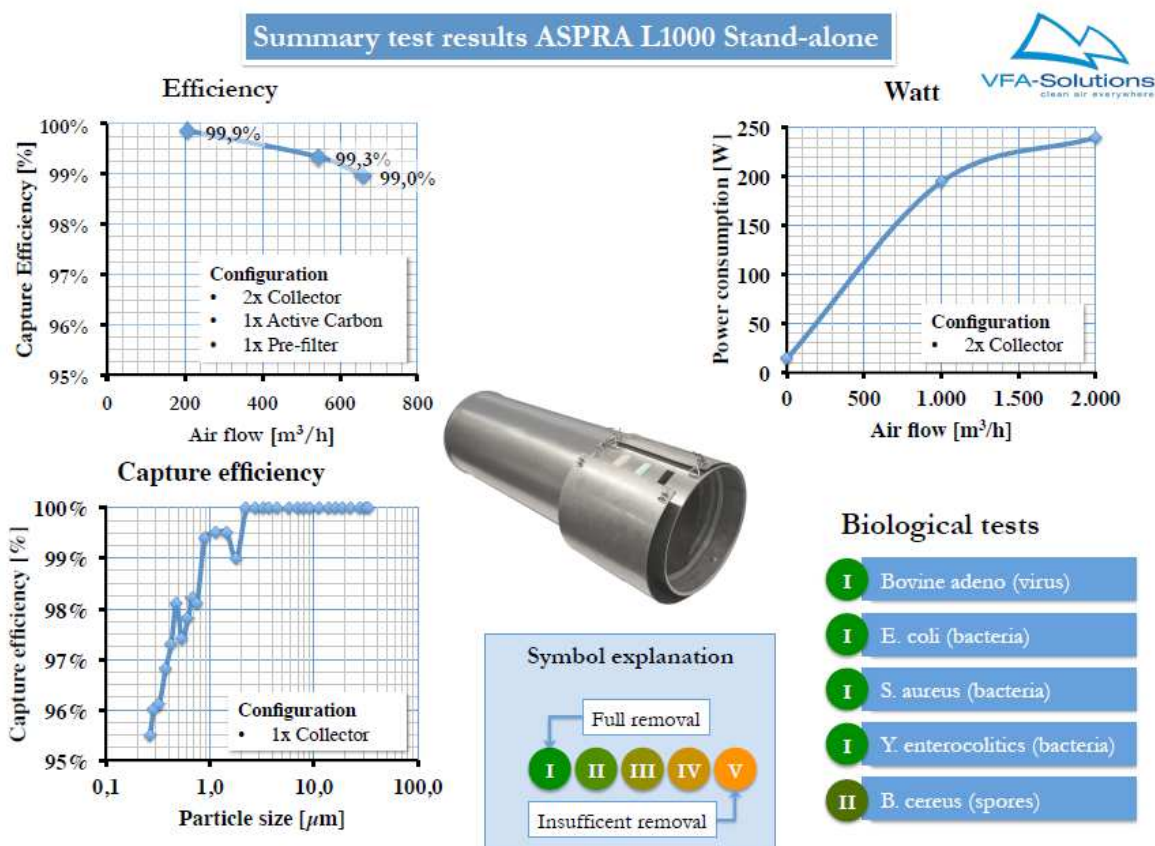 Summary test results ASPRA L1000 Stand-alone
VFA-Solutions
clean air everywhere
Efficiency
Capture Efficiency [%]
100%
99%
98%
97%
96%
95%
99,9%
99,3%
99,0%
Configuration
• 2x Collector
• 1x Active Carbon
• 1x Pre-filter
0 200 400 600 800
Air flow [m³/h]
Watt
Power consumption [W]
250
200
150
100
50
0
Configuration
• 2x Collector
0 500 1.000 1.500 2.000
Air flow [m³/h]
Capture efficiency
Capture efficiency [%]
100%
99%
98%
97%
96%
95%
Configuration
• 1x Collector
0,1 1,0 10,0 100,0
Particle size [µm]
Symbol explanation
Full removal
I II III IV V
Insufficent removal
Biological tests
I Bovine adeno (virus)
I E. coli (bacteria)
I S. aureus (bacteria)
I Y. enterocolitics (bacteria)
II B. cereus (spores)